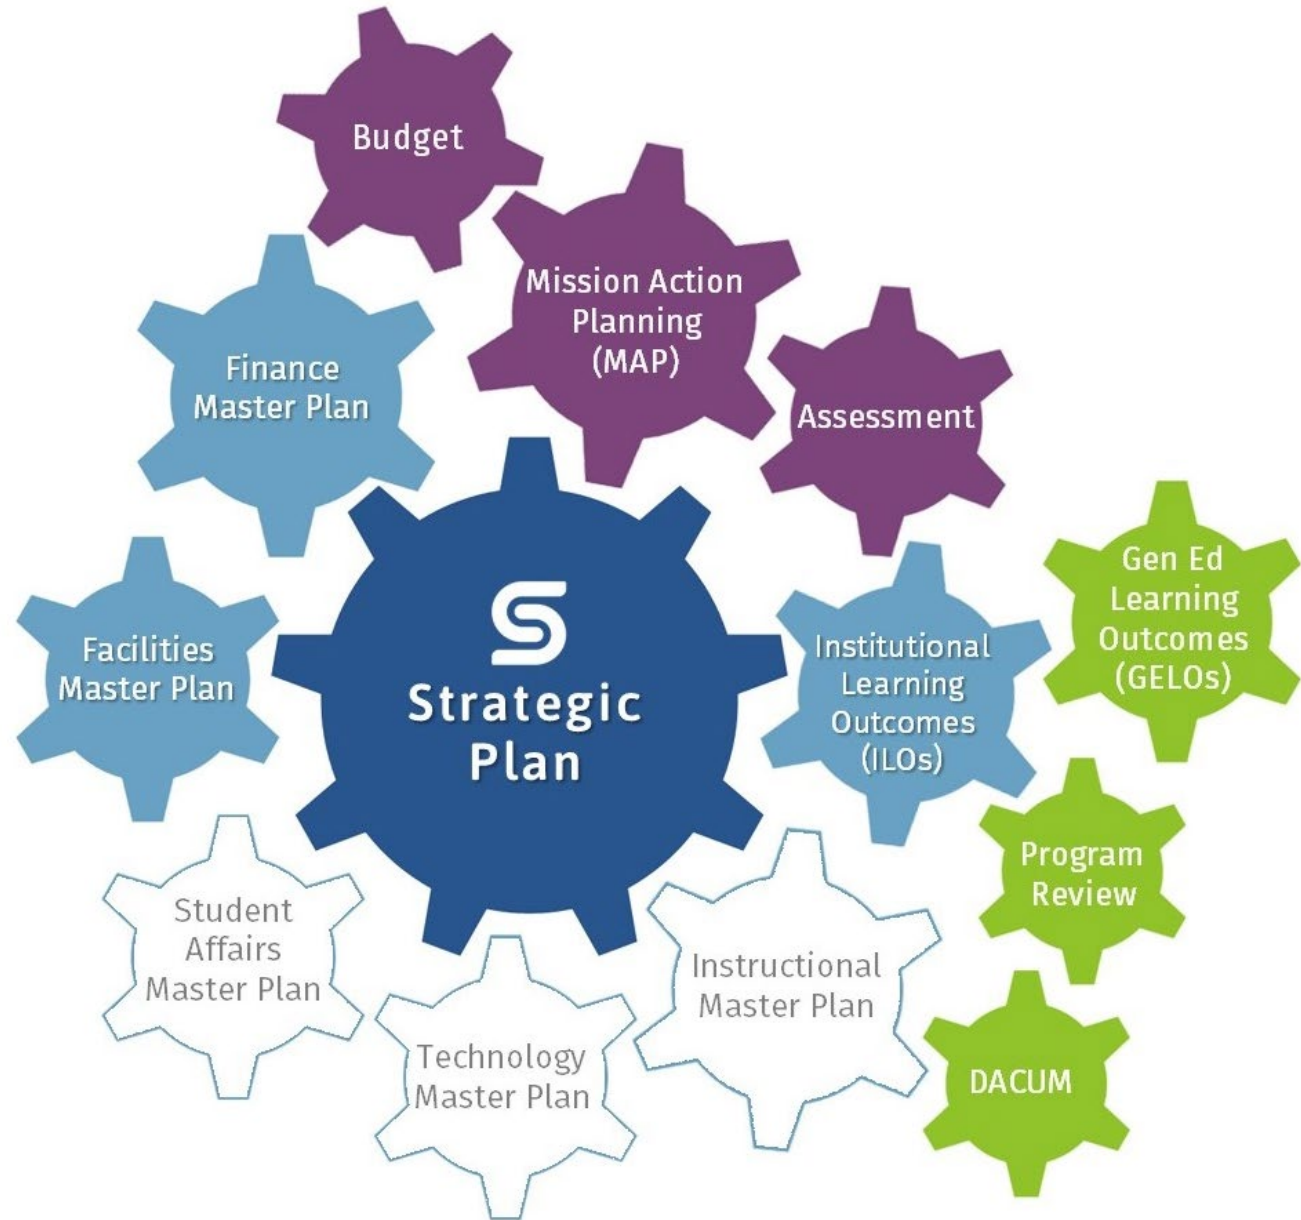 Budget
Mission Action
Planning
(MAP)
Finance
Master Plan
Assessment
Gen Ed
Learning
Outcomes
(GELOs)
Facilities
Master Plan
S
Strategic
Plan
Institutional
Learning
Outcomes
(ILOs)
Program
Review
Student
Affairs
Master Plan
Instructional
Master Plan
Technology
Master Plan
DACUM